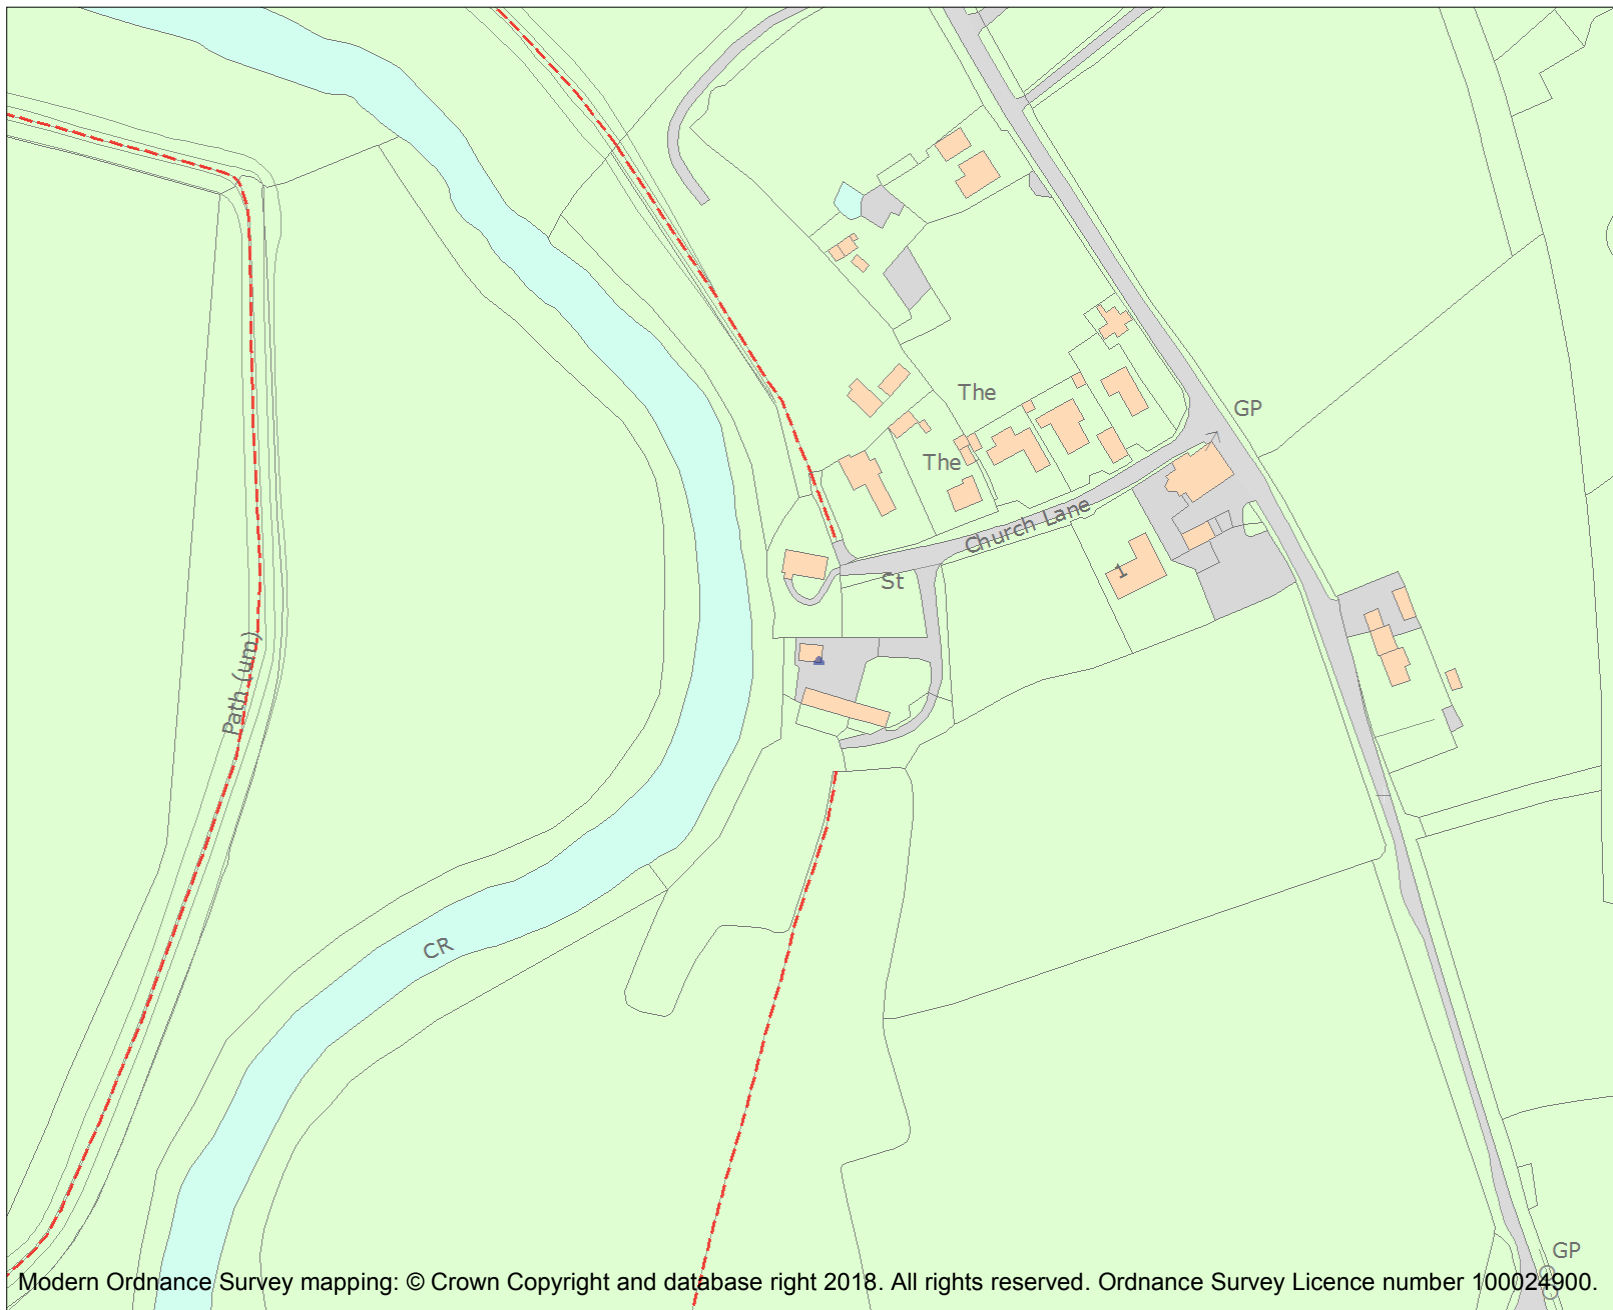 The
GP
The
Church Lane
St
1
Path (um)
CR
GP
Modern Ordnance Survey mapping: © Crown Copyright and database right 2018. All rights reserved. Ordnance Survey Licence number 100024900.